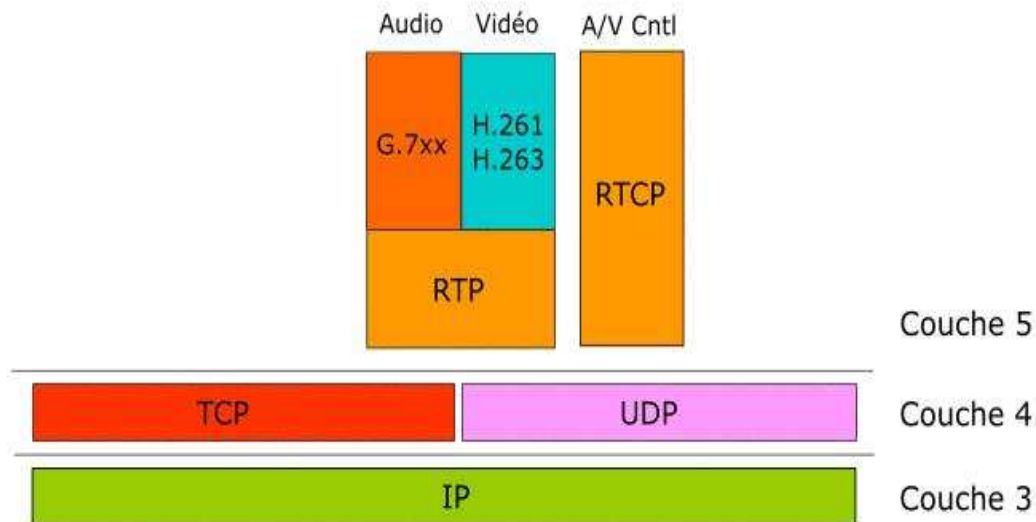 Audio Vidéo A/V Cntl
G.7xx
H.261
H.263
RTCP
RTP
Couche 5
TCP UDP Couche 4
IP Couche 3